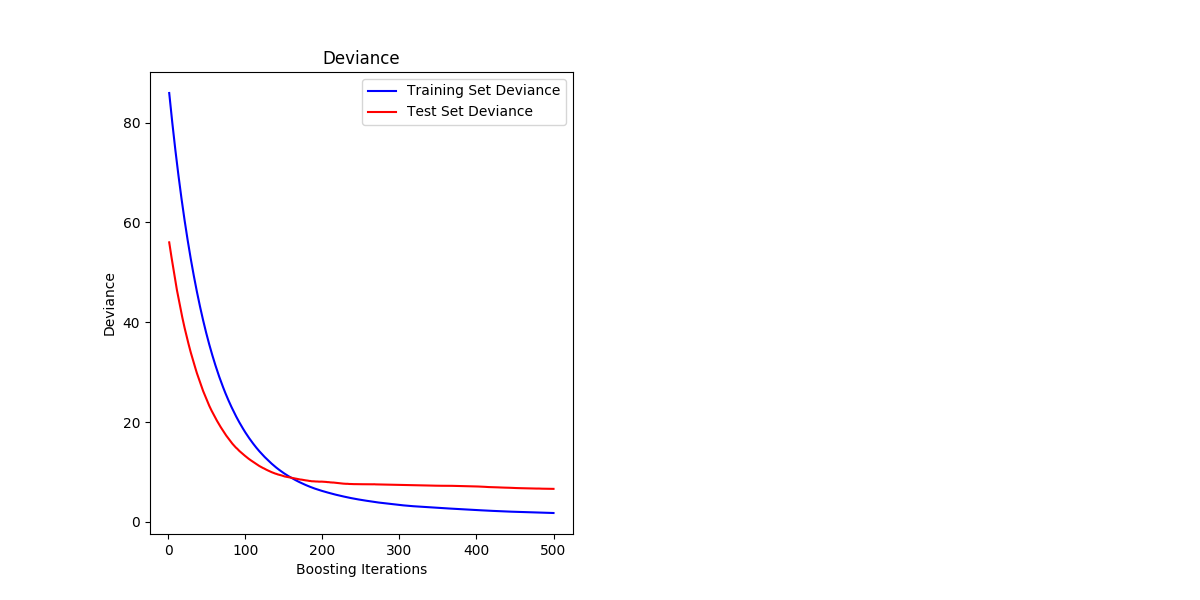 Deviance
Training Set Deviance
Test Set Deviance
80
60
40
20
0
Deviance
0 100 200 300 400 500
Boosting Iterations